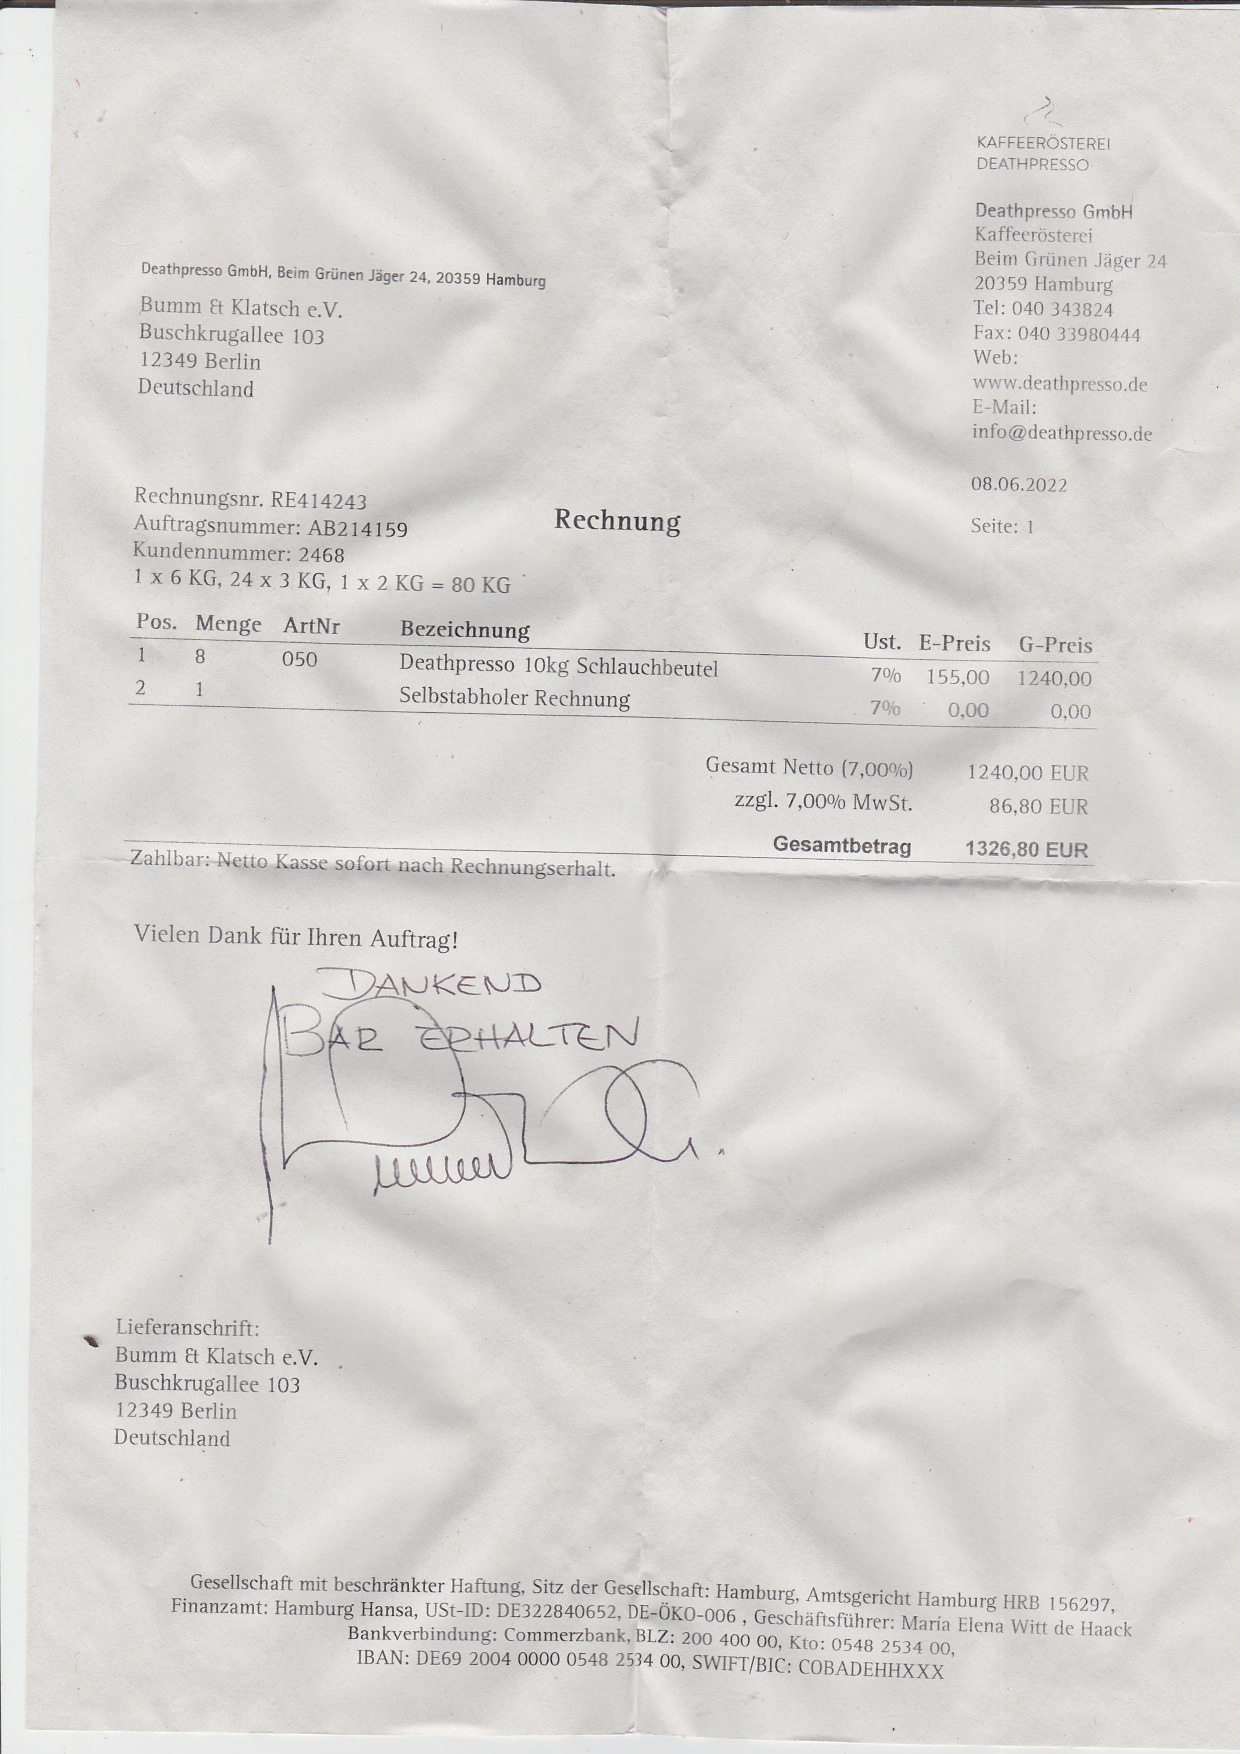 KAFFEERÖSTEREI
DEATHPRESSO
Deathpresso GmbH
Kaffeerösterei
Beim Grünen Jäger 24
20359 Hamburg
Tel: 040 343824
Fax: 040 33980444
Web:
www.deathpresso.de
E-Mail:
info@deathpresso.de
08.06.2022
Seite: 1
Deathpresso GmbH, Beim Grünen Jäger 24, 20359 Hamburg
Bumm & Klatsch e.V.
Buschkrugallee 103
12349 Berlin
Deutschland
Rechnungsnr. RE414243
Auftragsnummer: AB214159
Kundennummer: 2468
1 x 6 KG, 24 x 3 KG, 1 x 2 KG = 80 KG
Rechnung
Pos. Menge ArtNr Bezeichnung Ust. E-Preis G-Preis
1 8 050 Deathpresso 10kg Schlauchbeutel 7% 155,00 1240,00
2 1 Selbstabholer Rechnung 7% 0,00 0,00
Gesamt Netto (7,00%) 1240,00 EUR
zzgl. 7,00% MwSt. 86,80 EUR
Gesamtbetrag 1326,80 EUR
Zahlbar: Netto Kasse sofort nach Rechnungserhalt.
Vielen Dank für Ihren Auftrag!
DANKEND
BAR ERHALTEN
Lieferanschrift:
Bumm & Klatsch e.V.
Buschkrugallee 103
12349 Berlin
Deutschland
Gesellschaft mit beschränkter Haftung, Sitz der Gesellschaft: Hamburg, Amtsgericht Hamburg HRB 156297,
Finanzamt: Hamburg Hansa, USt-ID: DE322840652, DE-ÖKO-006 , Geschäftsführer: María Elena Witt de Haack
Bankverbindung: Commerzbank, BLZ: 200 400 00, Kto: 0548 2534 00,
IBAN: DE69 2004 0000 0548 2534 00, SWIFT/BIC: COBADEHHXXX